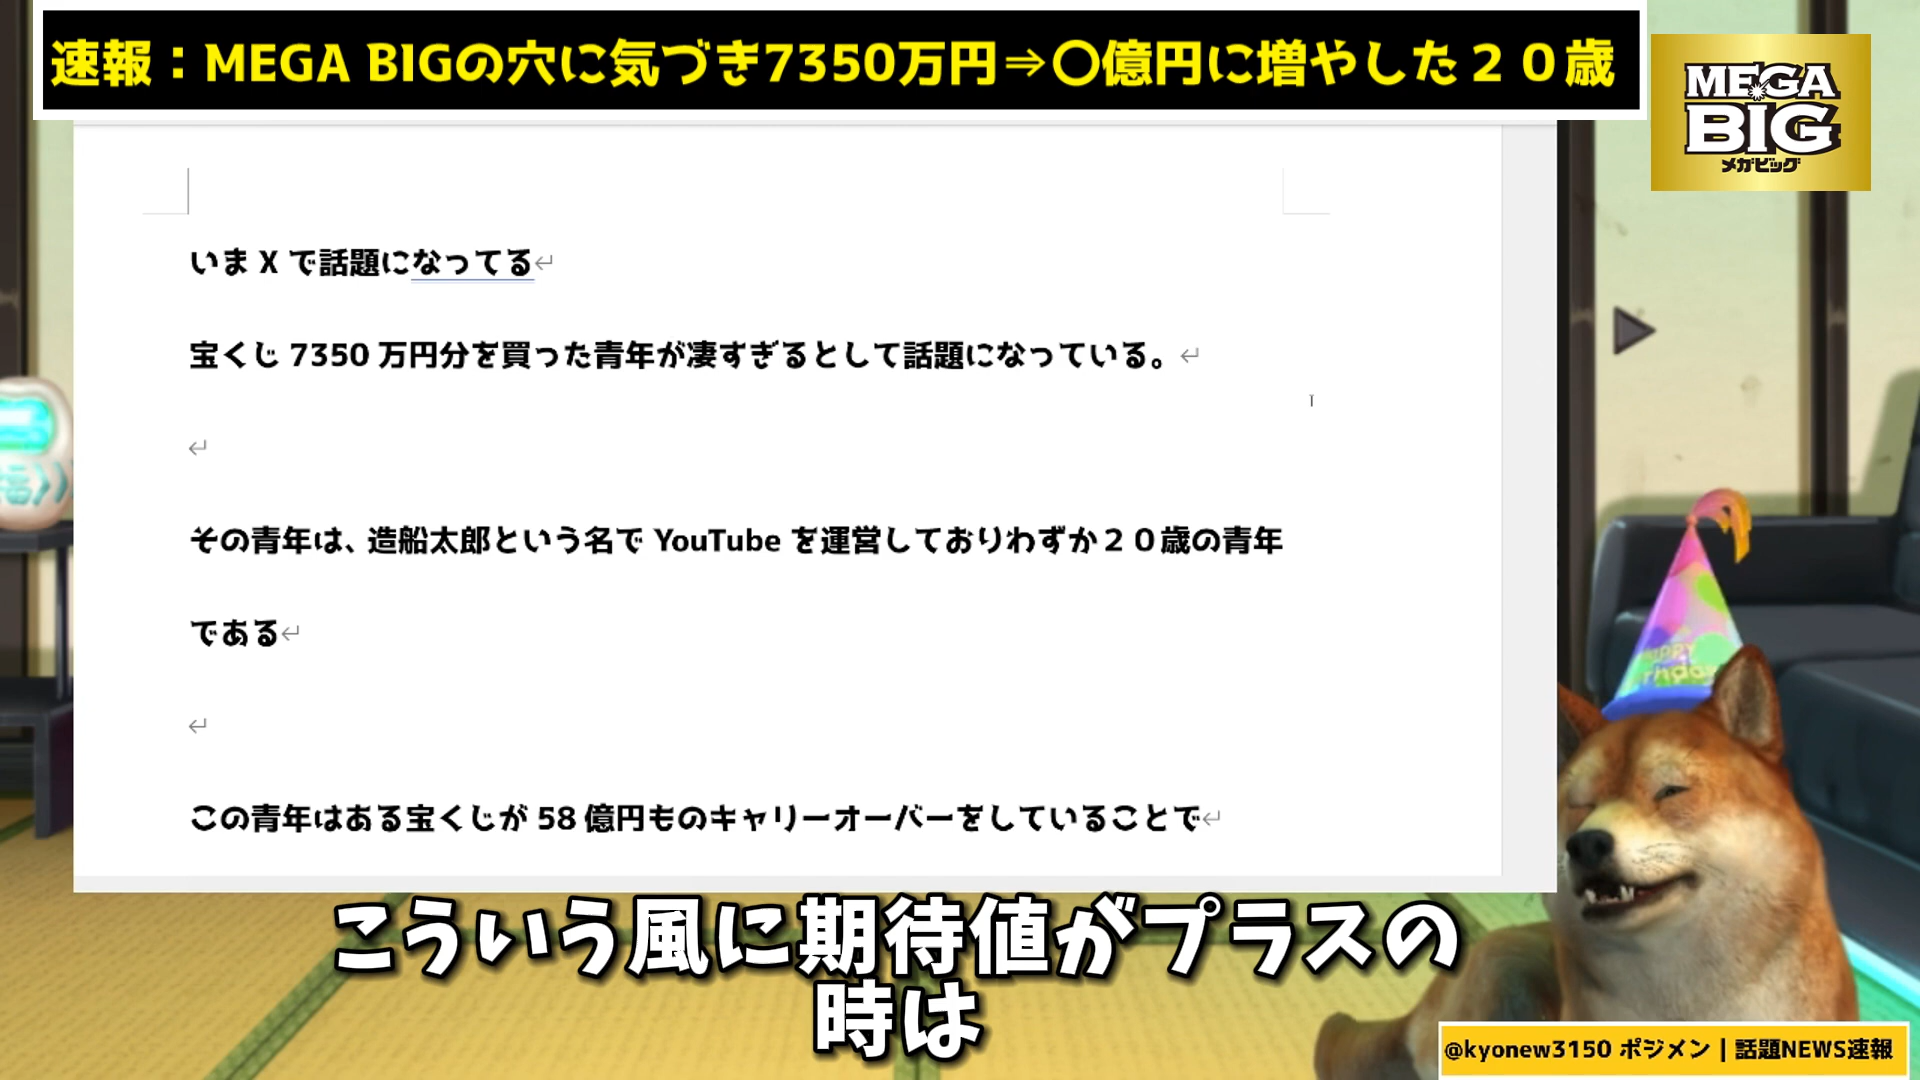 速報：MEGA BIGの穴に気づき7350万円⇒〇億円に増やした２０歳
MEGA
BIG
メガビッグ
いま X で話題になってる
宝くじ 7350 万円分を買った青年が凄すぎるとして話題になっている。
その青年は、造船太郎という名で YouTube を運営しておりわずか２０歳の青年
である
この青年はある宝くじが 58 億円ものキャリーオーバーをしていることで
こういう風に期待値がプラスの
時は
@kyonew3150 ポジメン | 話題NEWS速報